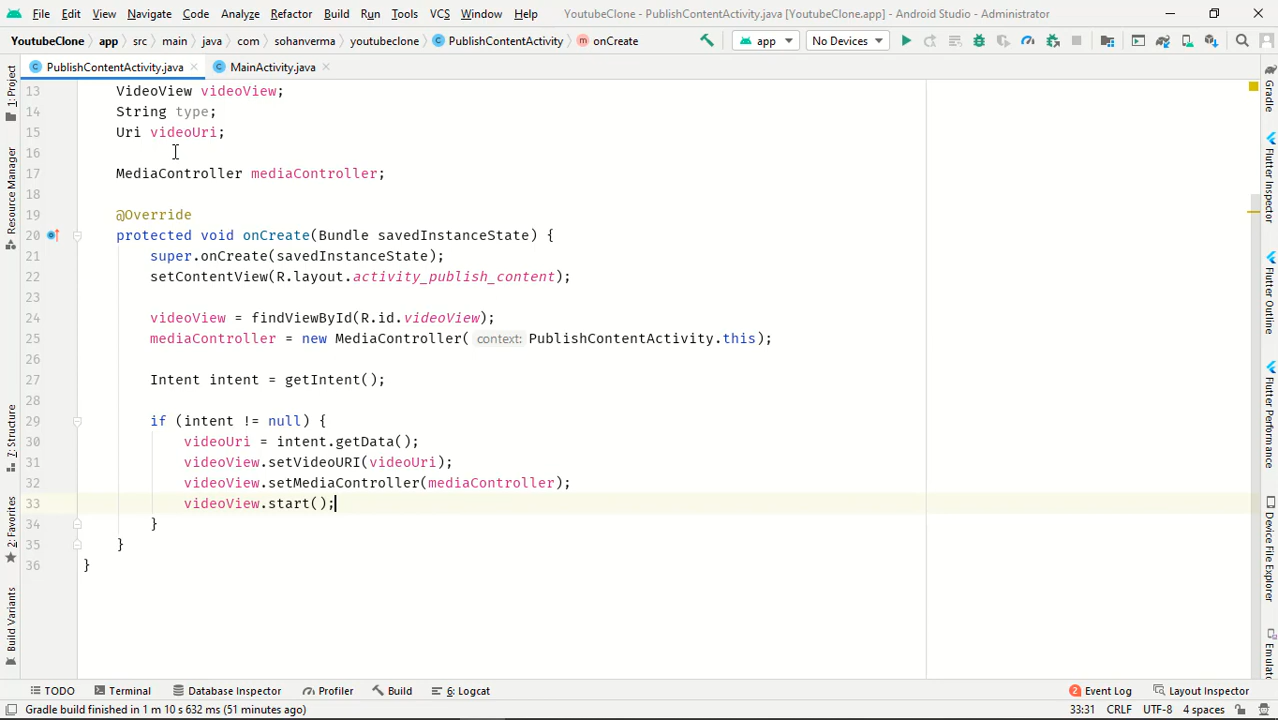 File Edit View Navigate Code Analyze Refactor Build Run Tools VCS Window Help YoutubeClone - PublishContentActivity.java [YoutubeClone.app] - Android Studio - Administrator
YoutubeClone app src main java com sohanverma youtubeclone PublishContentActivity onCreate app No Devices
PublishContentActivity.java MainActivity.java
1: Project
Resource Manager
7: Structure
2: Favorites
Build Variants
13 VideoView videoView;
14 String type;
15 Uri videoUri;
16
17 MediaController mediaController;
18
19 @Override
20 protected void onCreate(Bundle savedInstanceState) {
21 super.onCreate(savedInstanceState);
22 setContentView(R.layout.activity_publish_content);
23
24 videoView = findViewById(R.id.videoView);
25 mediaController = new MediaController( context: PublishContentActivity.this);
26
27 Intent intent = getIntent();
28
29 if (intent != null) {
30 videoUri = intent.getData();
31 videoView.setVideoURI(videoUri);
32 videoView.setMediaController(mediaController);
33 videoView.start();
34 }
35 }
36 }
Gradle
Flutter Inspector
Flutter Outline
Flutter Performance
Device File Explorer
Emulat
TODO Terminal Database Inspector Profiler Build 6: Logcat 2 Event Log Layout Inspector
Gradle build finished in 1 m 10 s 632 ms (51 minutes ago) 33:31 CRLF UTF-8 4 spaces